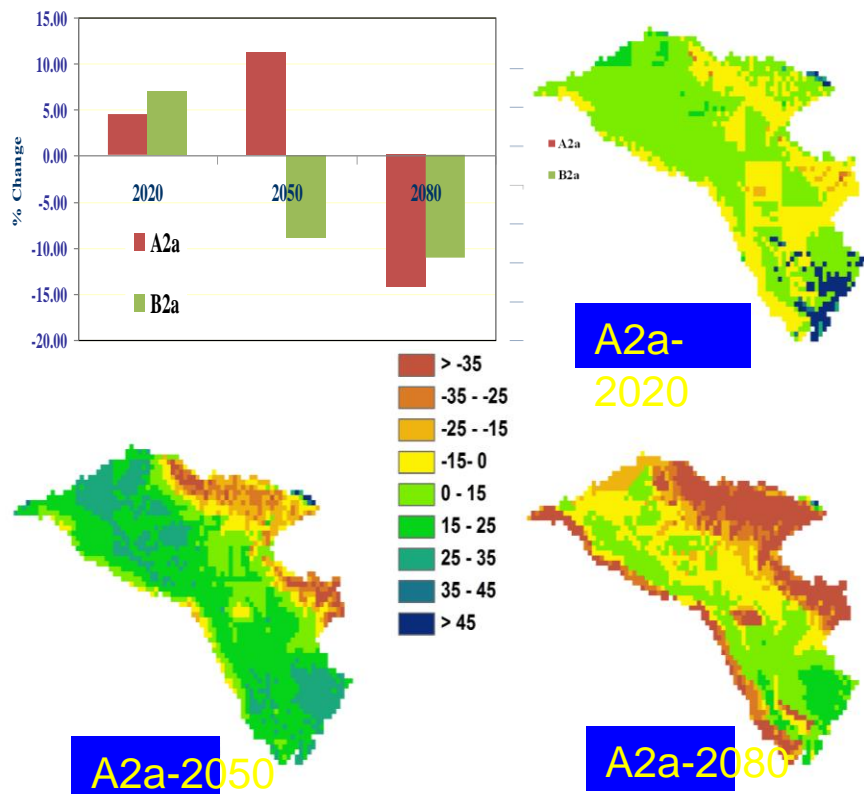 15.00
10.00
5.00
0.00
-5.00
-10.00
-15.00
-20.00
% Change
2020
2050
2080
A2a
B2a
A2a
B2a
A2a-
2020
> -35
-35 - -25
-25 - -15
-15- 0
0 - 15
15 - 25
25 - 35
35 - 45
> 45
A2a-2050
A2a-2080